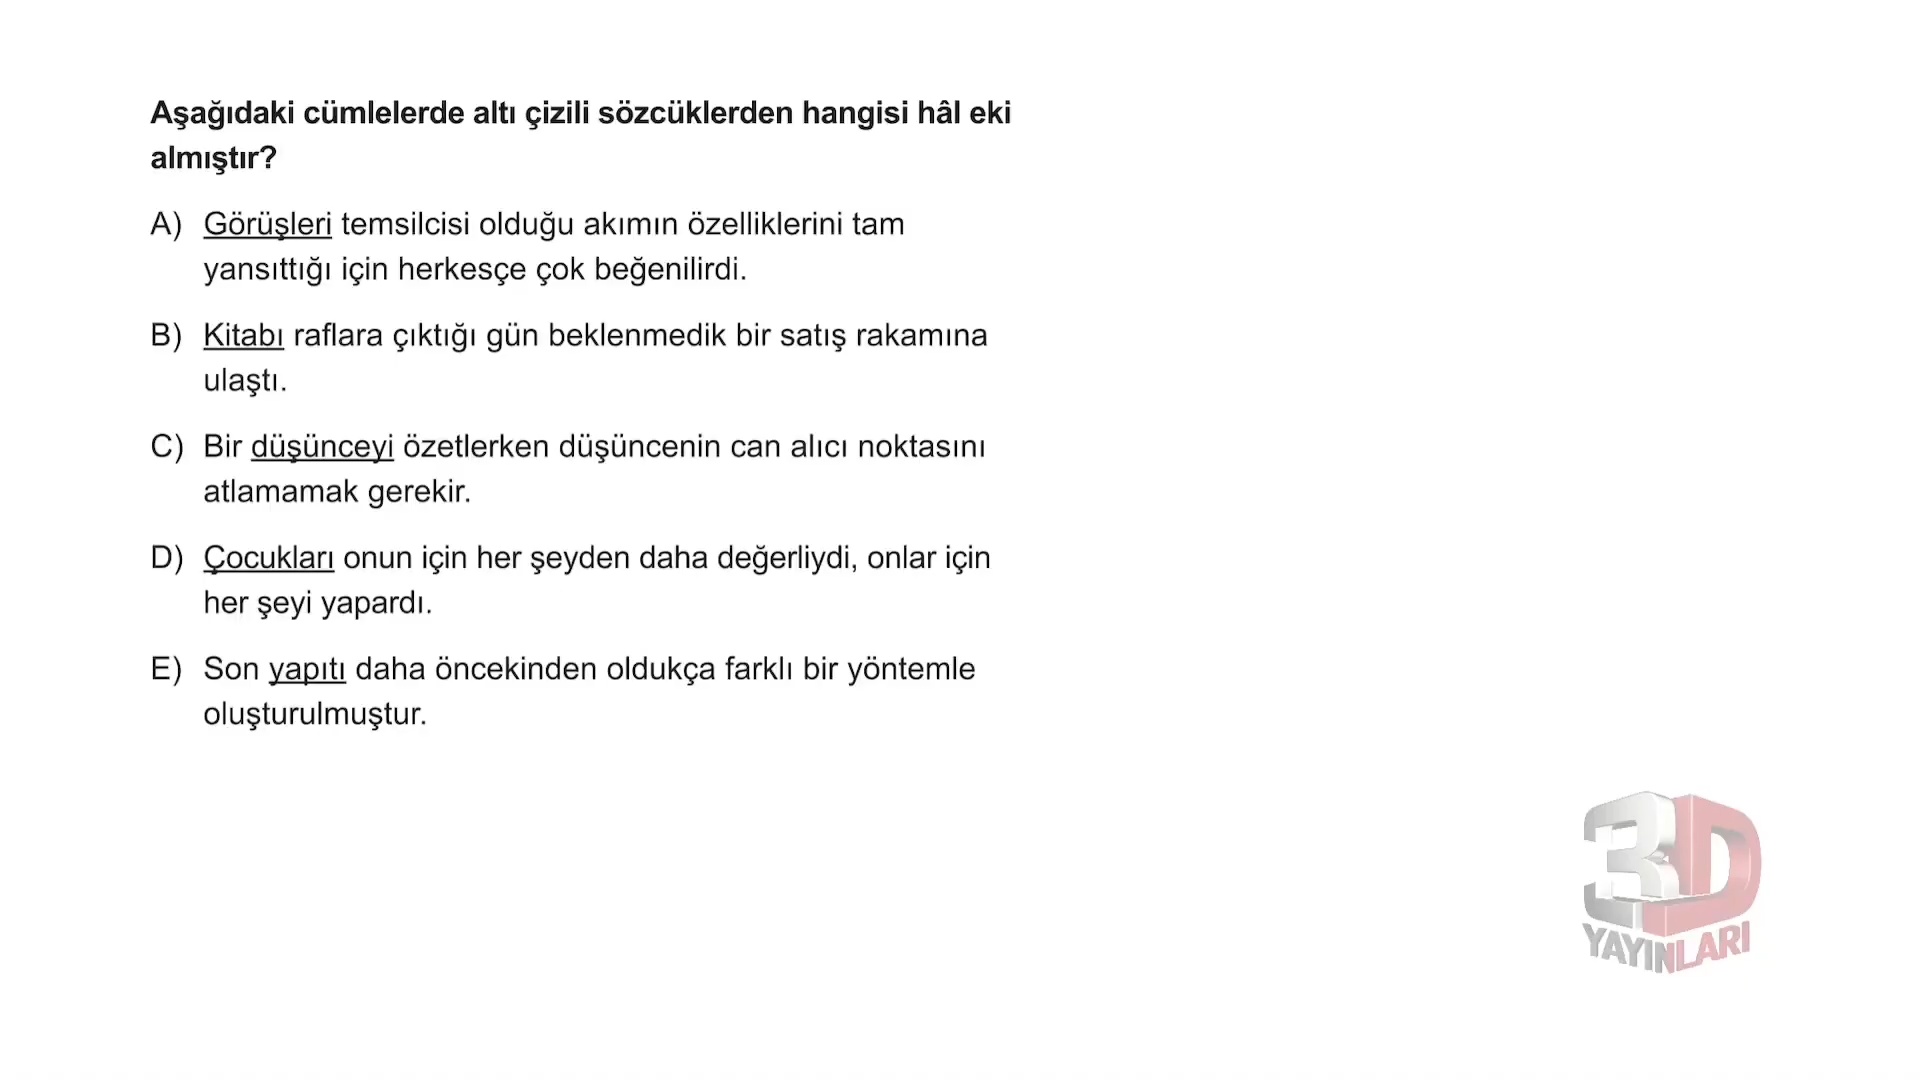 Aşağıdaki cümlelerde altı çizili sözcüklerden hangisi hâl eki
almıştır?
A) Görüşleri temsilcisi olduğu akımın özelliklerini tam
yansıttığı için herkesçe çok beğenilirdi.
B) Kitabı raflara çıktığı gün beklenmedik bir satış rakamına
ulaştı.
C) Bir düşünceyi özetlerken düşüncenin can alıcı noktasını
atlamamak gerekir.
D) Çocukları onun için her şeyden daha değerliydi, onlar için
her şeyi yapardı.
E) Son yapıtı daha öncekinden oldukça farklı bir yöntemle
oluşturulmuştur.
3D
YAYINLARI